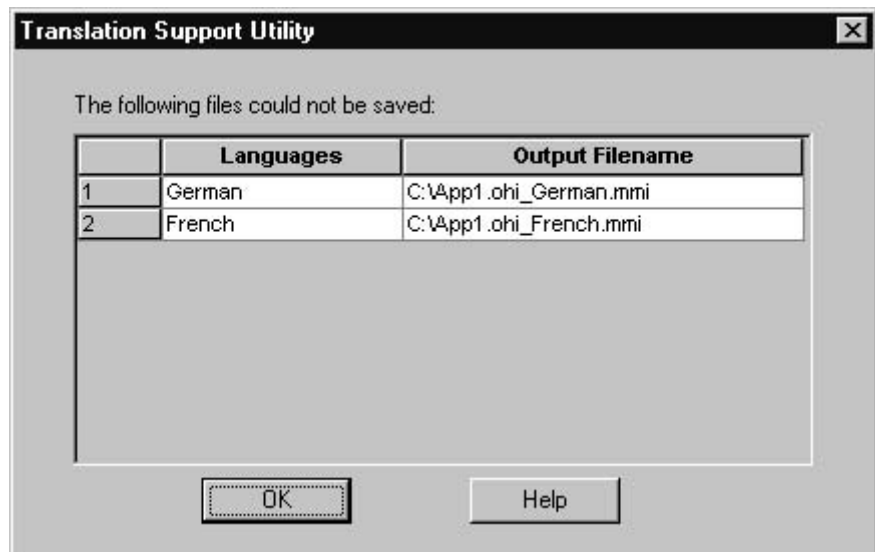 Translation Support Utility
The following files could not be saved:
Languages Output Filename
1 German C:\App1.ohi_German.mmi
2 French C:\App1.ohi_French.mmi
OK Help